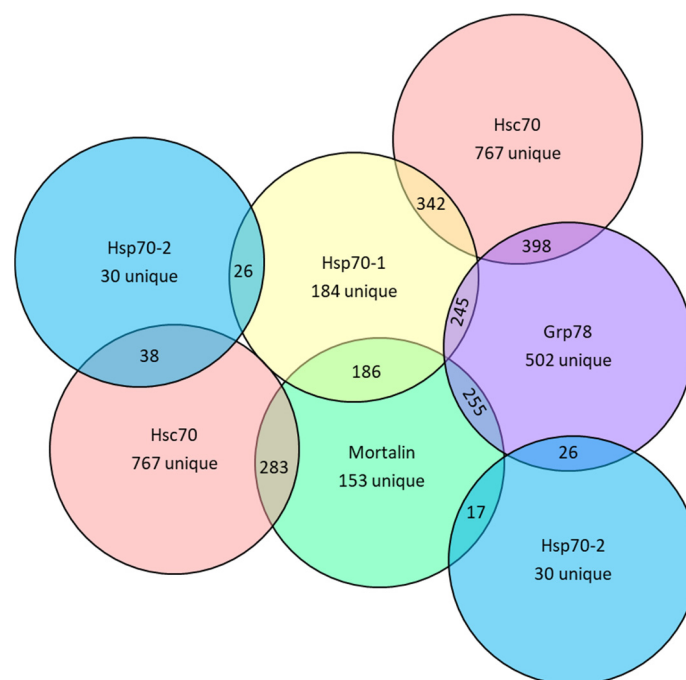 Hsc70
767 unique
342
398
Hsp70-2
30 unique
26
Hsp70-1
184 unique
245
Grp78
502 unique
38
186
255
Hsc70
767 unique
283
Mortalin
153 unique
26
17
Hsp70-2
30 unique